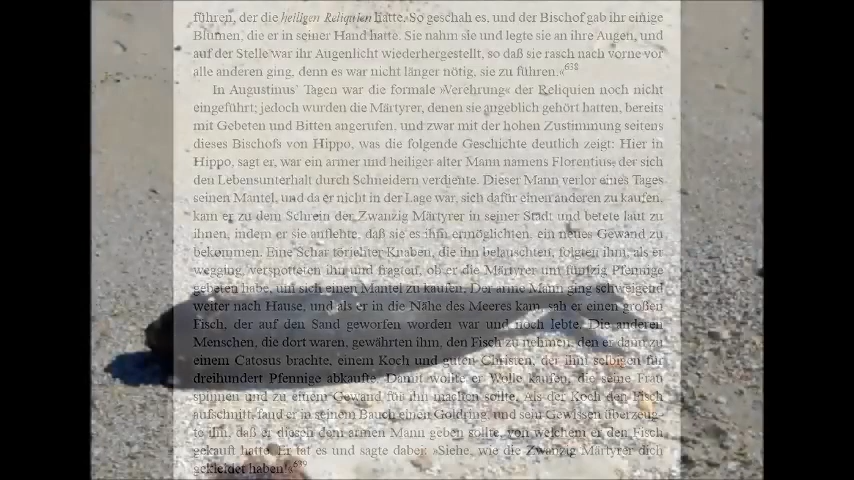 führen, der die heiligen Reliquien hatte. So geschah es, und der Bischof gab ihr einige
Blumen, die er in seiner Hand hatte. Sie nahm sie und legte sie an ihre Augen, und
auf der Stelle war ihr Augenlicht wiederhergestellt, so daß sie rasch nach vorne vor
alle anderen ging, denn es war nicht länger nötig, sie zu führen.«638
In Augustinus’ Tagen war die formale »Verehrung« der Reliquien noch nicht
eingeführt; jedoch wurden die Märtyrer, denen sie angeblich gehört hatten, bereits
mit Gebeten und Bitten angerufen, und zwar mit der hohen Zustimmung seitens
dieses Bischofs von Hippo, was die folgende Geschichte deutlich zeigt: Hier in
Hippo, sagt er, war ein armer und heiliger alter Mann namens Florentius, der sich
den Lebensunterhalt durch Schneidern verdiente. Dieser Mann verlor eines Tages
seinen Mantel, und da er nicht in der Lage war, sich dafür einen anderen zu kaufen,
kam er zu dem Schrein der Zwanzig Märtyrer in seiner Stadt und betete laut zu
ihnen, indem er sie anflehte, daß sie es ihm ermöglichten, ein neues Gewand zu
bekommen. Eine Schar törichter Knaben, die ihn belauschten, folgten ihm, als er
wegging, verspotteten ihn und fragten, ob er die Märtyrer um fünfzig Pfennige
gebeten habe, um sich einen Mantel zu kaufen. Der arme Mann ging schweigend
weiter nach Hause, und als er in die Nähe des Meeres kam, sah er einen großen
Fisch, der auf den Sand geworfen worden war und noch lebte. Die anderen
Menschen, die dort waren, gewährten ihm, den Fisch zu nehmen, den er dann zu
einem Catosus brachte, einem Koch und guten Christen, der ihm selbigen für
dreihundert Pfennige abkaufte. Damit wollte er Wolle kaufen, die seine Frau
spinnen und zu einem Gewand für ihn machen sollte. Als der Koch den Fisch
aufschnitt, fand er in seinem Bauch einen Goldring, und sein Gewissen überzeug-
te ihn, daß er diesen dem armen Mann geben sollte, von welchem er den Fisch
gekauft hatte. Er tat es und sagte dabei: »Siehe, wie die Zwanzig Märtyrer dich
gekleidet haben!«639